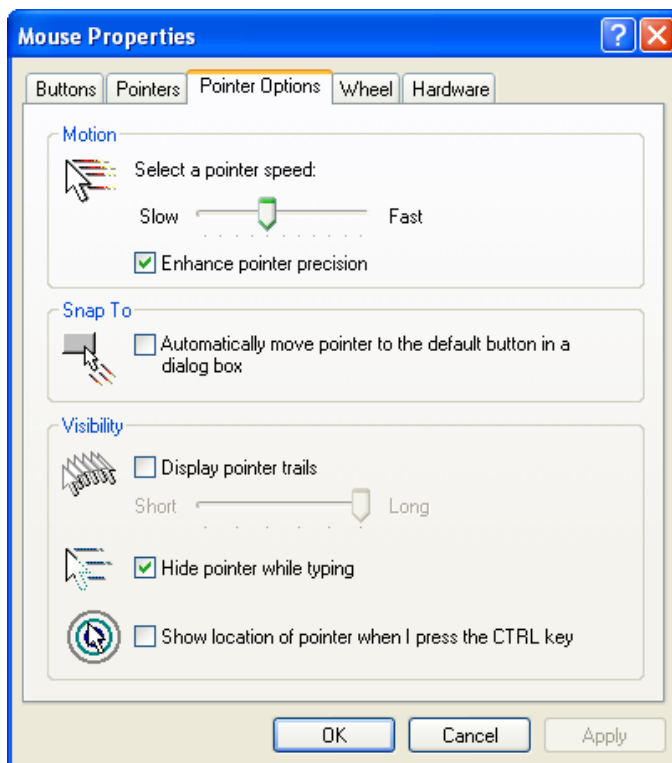 Mouse Properties
?
Buttons Pointers Pointer Options Wheel Hardware
Motion
Select a pointer speed:
Slow Fast
Enhance pointer precision
Snap To
Automatically move pointer to the default button in a
dialog box
Visibility
Display pointer trails
Short Long
Hide pointer while typing
Show location of pointer when I press the CTRL key
OK Cancel Apply